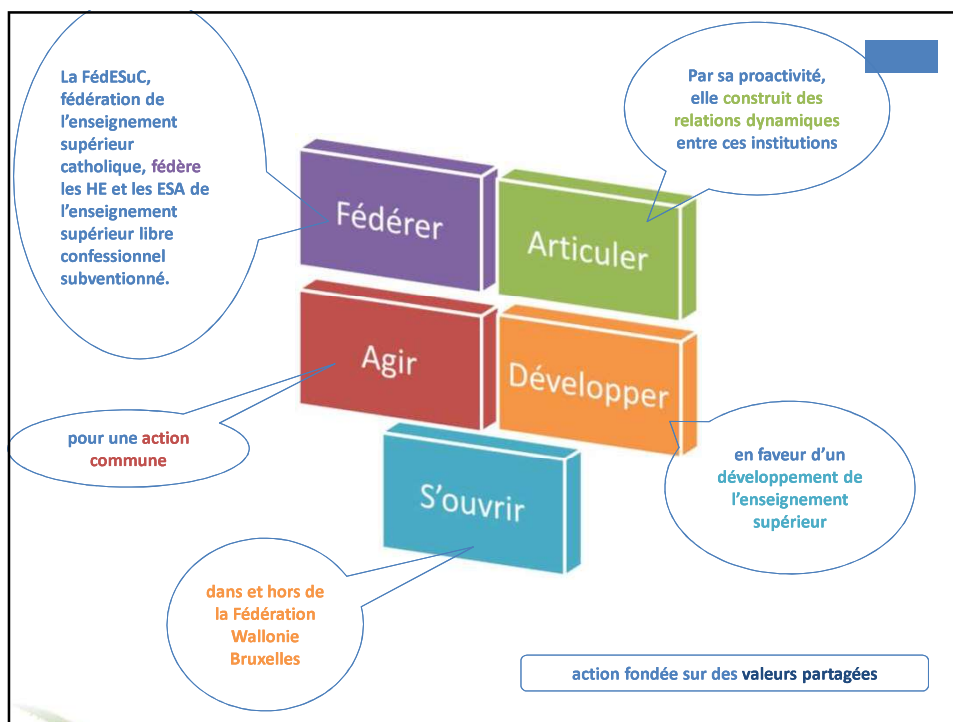 La FédESuC,
fédération de
l'enseignement
supérieur
catholique, fédère
les HE et les ESA de
l'enseignement
supérieur libre
confessionnel
subventionné.
Par sa proactivité,
elle construit des
relations dynamiques
entre ces institutions
Fédérer
Articuler
Agir
Développer
pour une action
commune
en faveur d'un
développement de
l'enseignement
supérieur
S'ouvrir
dans et hors de
la Fédération
Wallonie
Bruxelles
action fondée sur des valeurs partagées